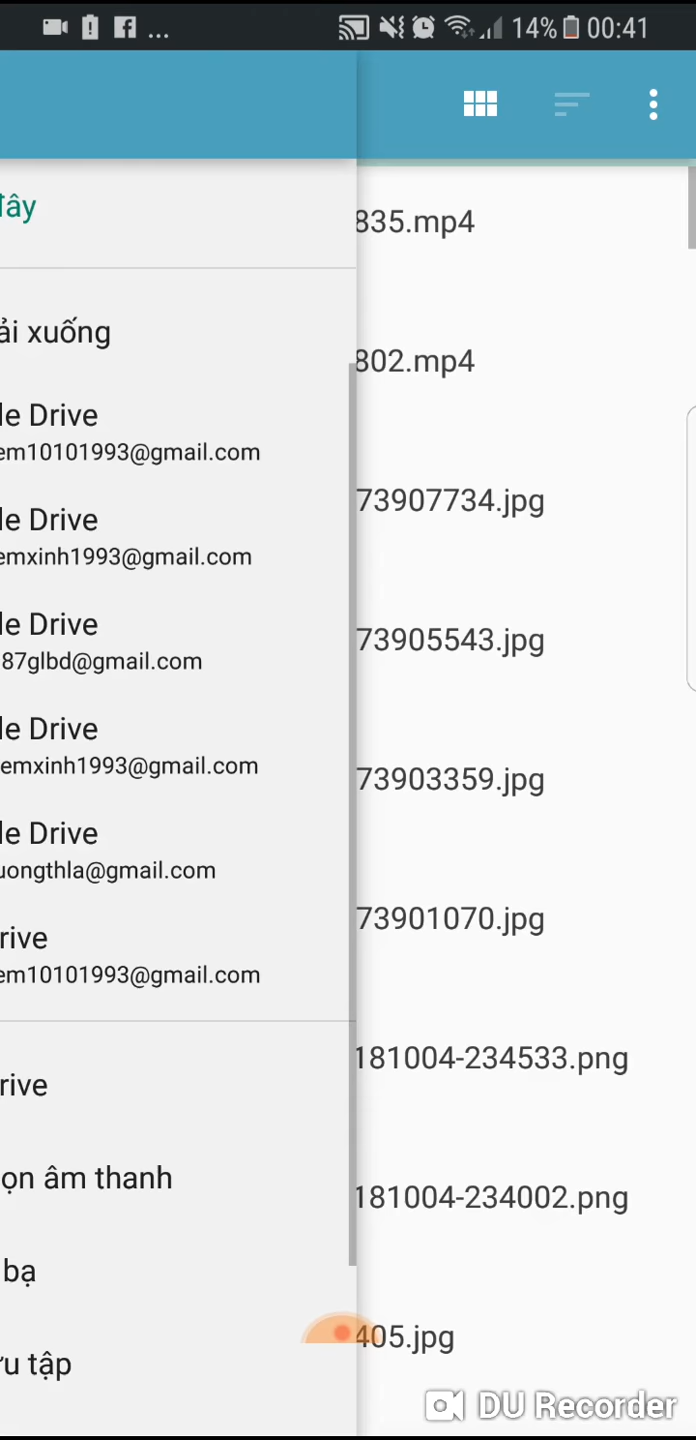 ... 14% 00:41
đây
ải xuống
le Drive
em10101993@gmail.com
le Drive
emxinh1993@gmail.com
le Drive
87glbd@gmail.com
le Drive
emxinh1993@gmail.com
le Drive
uongthla@gmail.com
rive
em10101993@gmail.com
rive
ọn âm thanh
bạ
ưu tập
835.mp4
802.mp4
73907734.jpg
73905543.jpg
73903359.jpg
73901070.jpg
181004-234533.png
181004-234002.png
405.jpg
DU Recorder